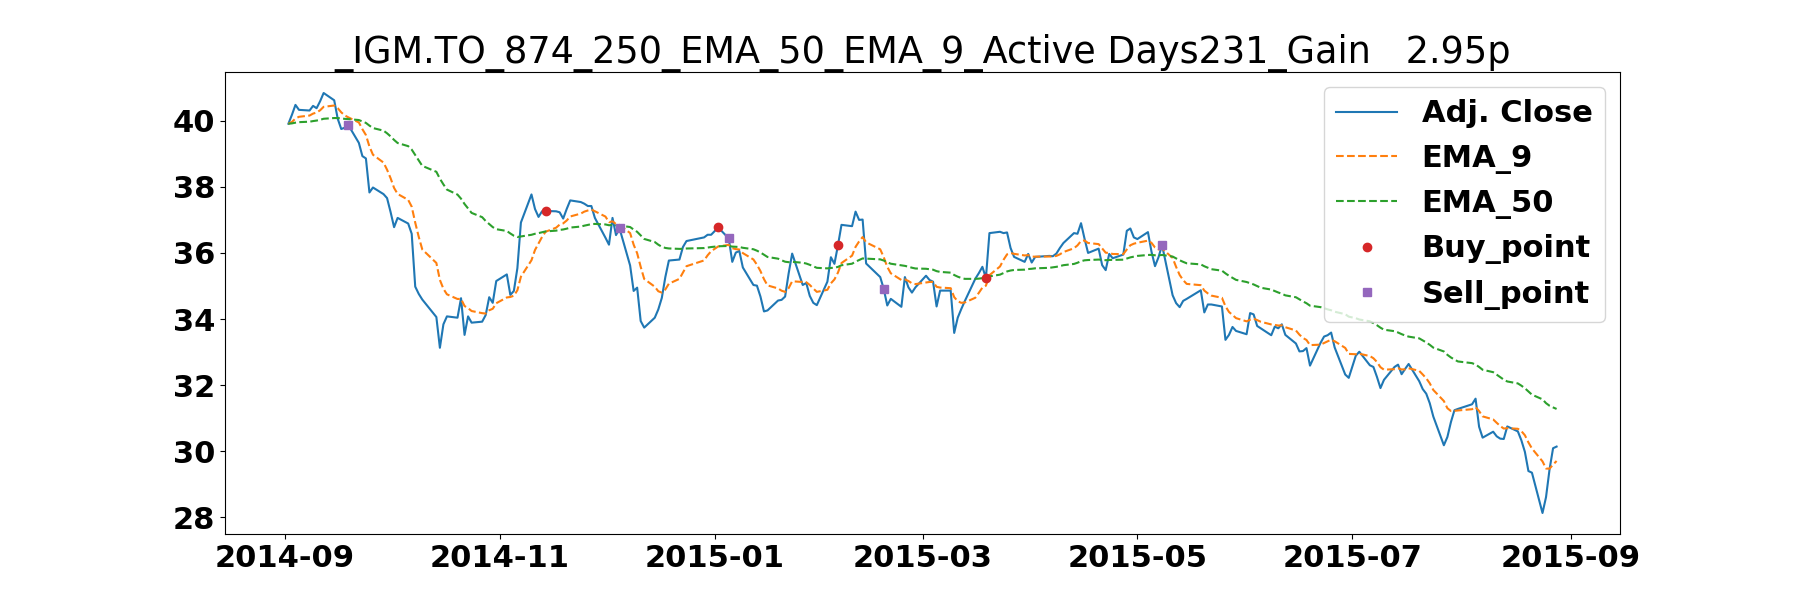 _IGM.TO_874_250_EMA_50_EMA_9_Active Days231_Gain   2.95p
40
38
36
34
32
30
28
2014-09
2014-11
2015-01
2015-03
2015-05
2015-07
2015-09
Adj. Close
EMA_9
EMA_50
Buy_point
Sell_point